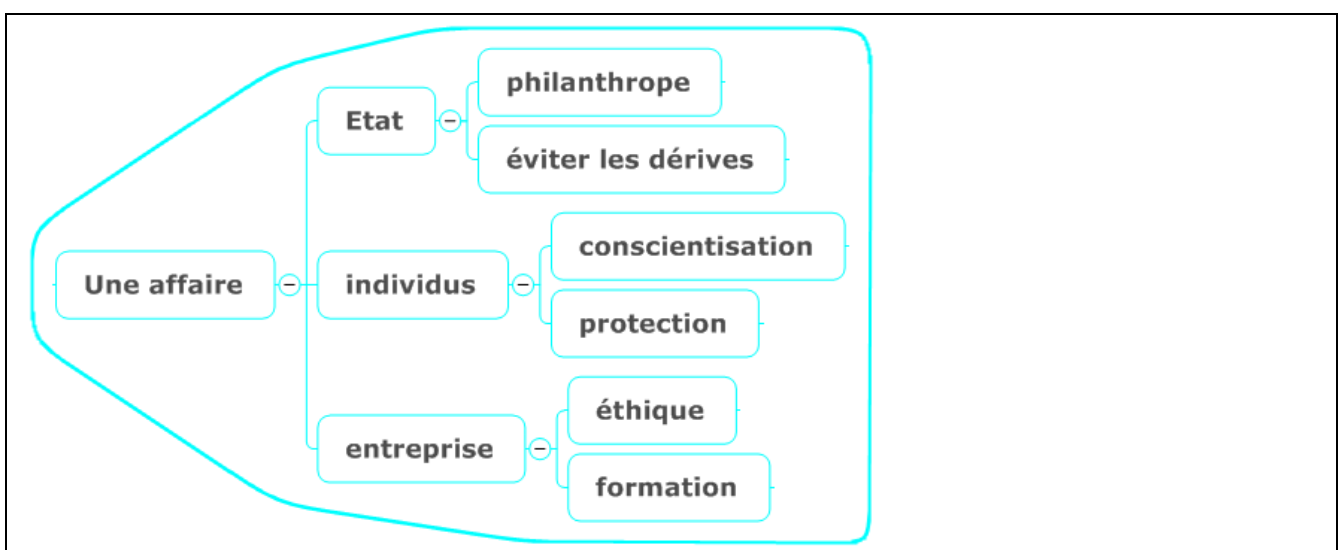 philanthrope
Etat
éviter les dérives
conscientisation
Une affaire
individus
protection
éthique
entreprise
formation